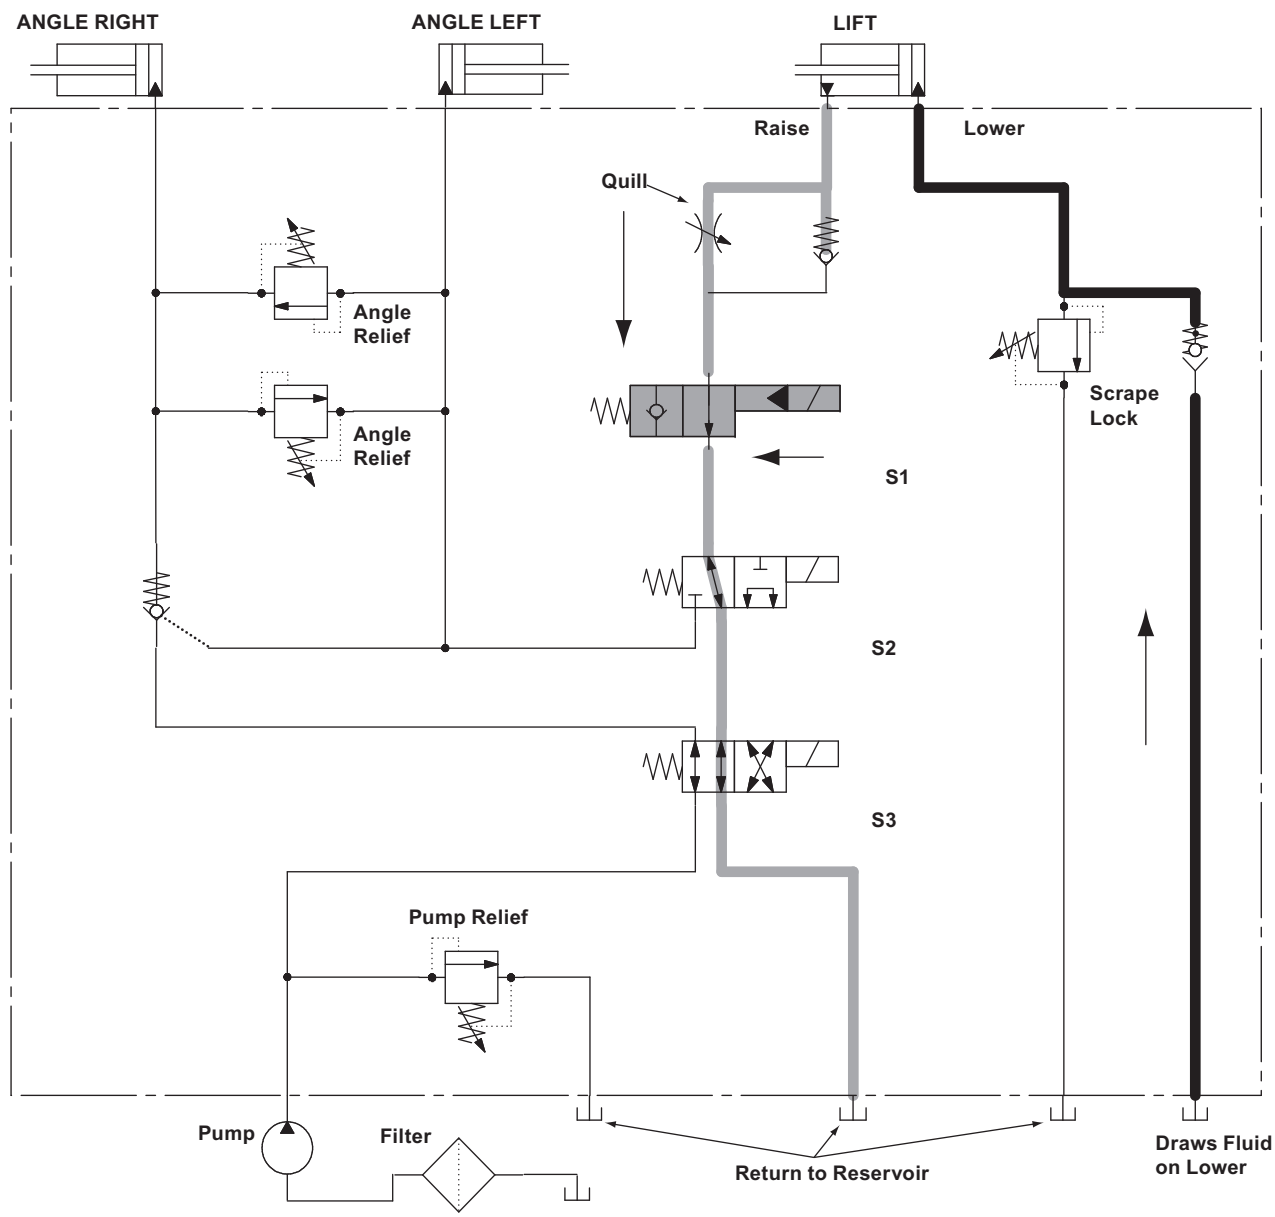 ANGLE RIGHT
ANGLE LEFT
LIFT
Raise
Lower
Quill
Angle
Relief
Angle
Relief
Scrape
Lock
S1
S2
S3
Pump Relief
Pump
Filter
Return to Reservoir
Draws Fluid
on Lower